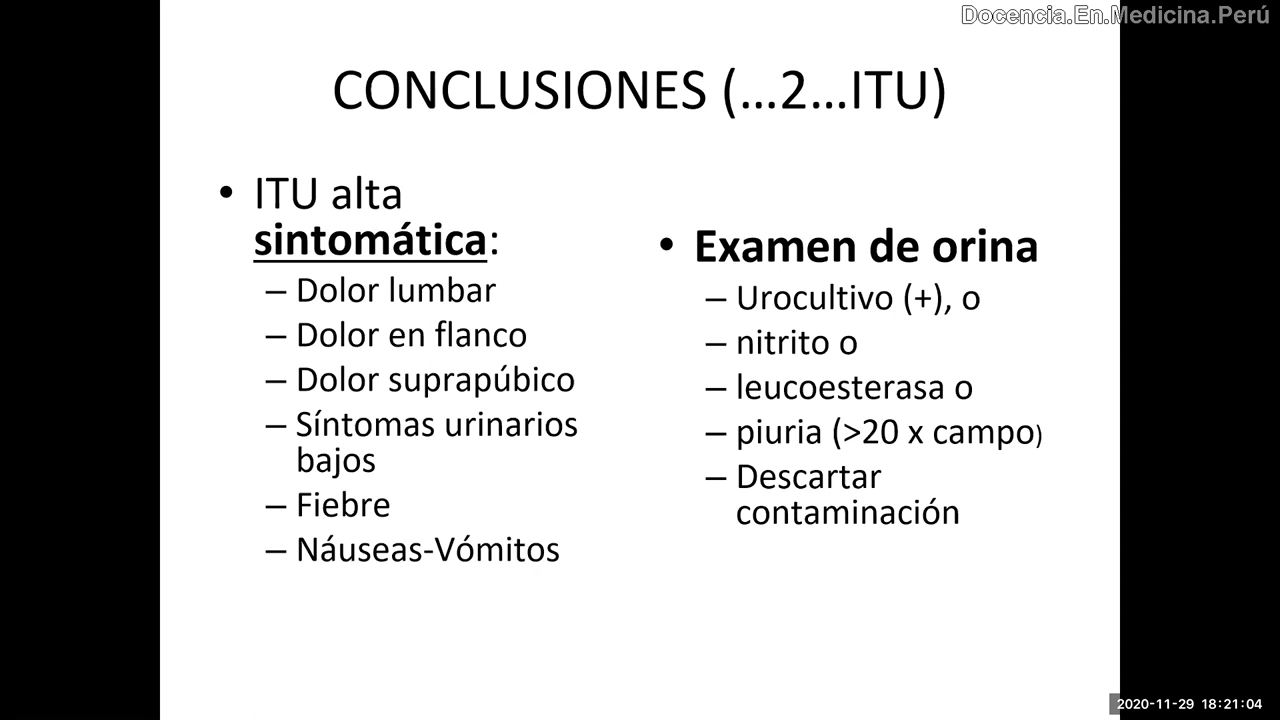 Docencia.En.Medicina.Perú
CONCLUSIONES (...2...ITU)
• ITU alta
sintomática:
– Dolor lumbar
– Dolor en flanco
– Dolor suprapúbico
– Síntomas urinarios
bajos
– Fiebre
– Náuseas-Vómitos
• Examen de orina
– Urocultivo (+), o
– nitrito o
– leucoesterasa o
– piuria (>20 x campo)
– Descartar
contaminación
2020-11-29 18:21:04